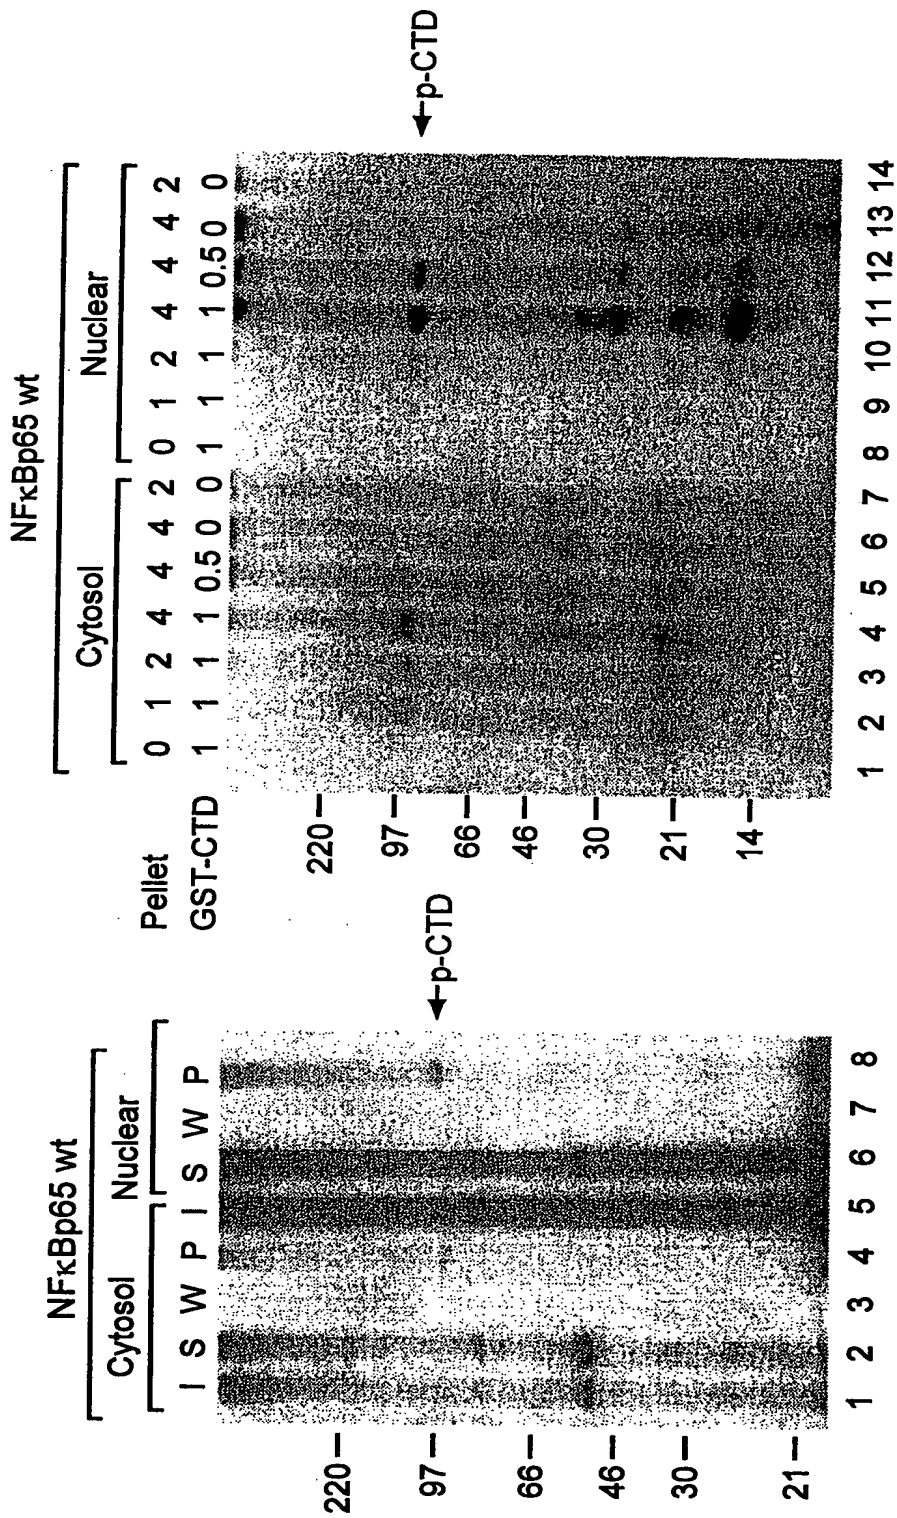 NFκBp65 wt
Cytosol Nuclear
I S W P I S W P
220
97
66
46
30
21
p-CTD
1 2 3 4 5 6 7 8
NFκBp65 wt
Cytosol Nuclear
Pellet 0 1 2 4 4 4 2 0 1 2 4 4 4 2
GST-CTD 1 1 1 1 0.5 0 0 1 1 1 1 0.5 0 0
220
97
66
46
30
21
14
p-CTD
1 2 3 4 5 6 7 8 9 10 11 12 13 14